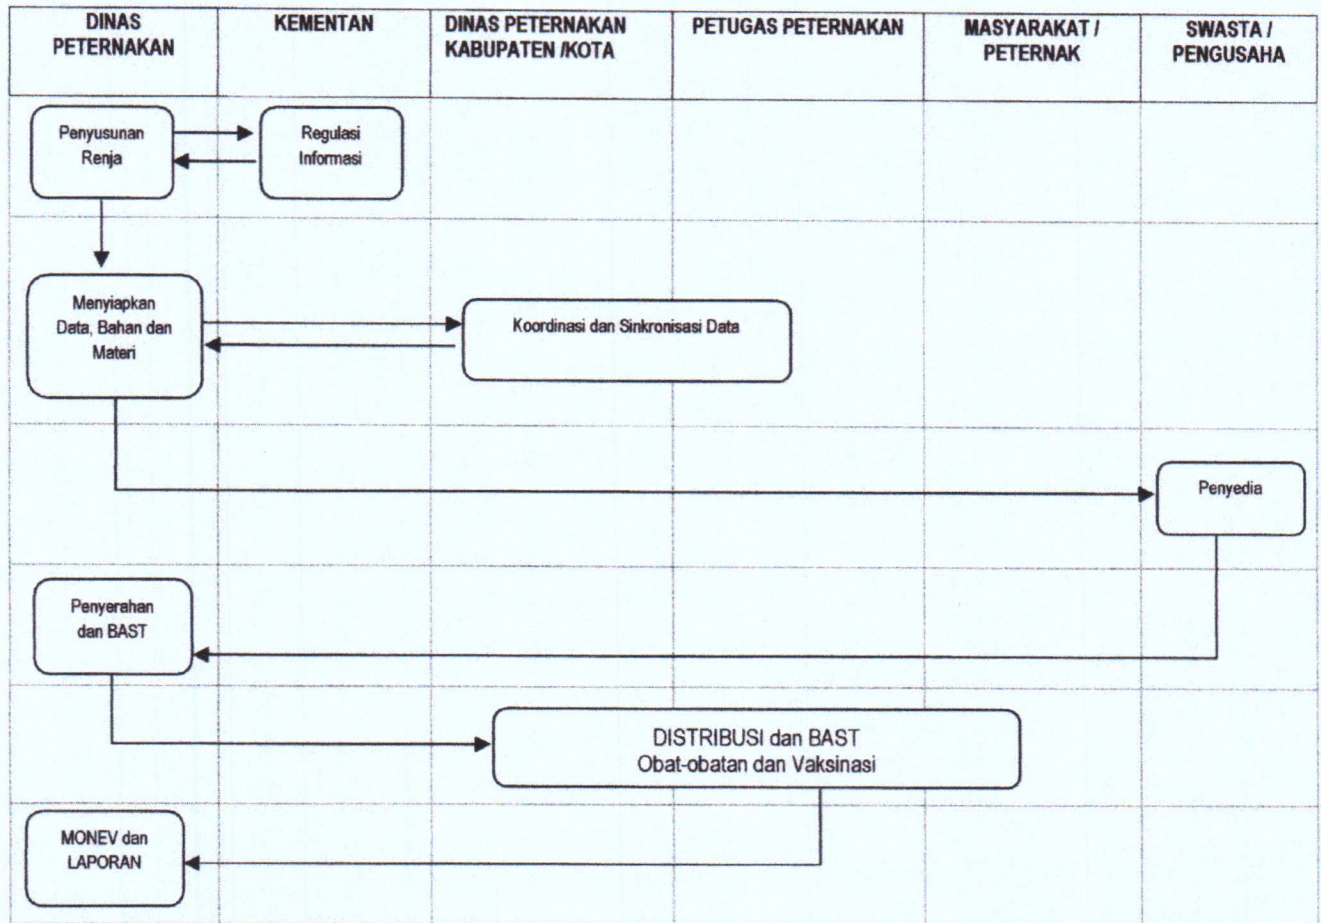 DINAS
PETERNAKAN
KEMENTAN
DINAS PETERNAKAN
KABUPATEN /KOTA
PETUGAS PETERNAKAN
MASYARAKAT /
PETERNAK
SWASTA /
PENGUSAHA
Penyusunan
Renja
Regulasi
Informasi
Menyiapkan
Data, Bahan dan
Materi
Koordinasi dan Sinkronisasi Data
Penyedia
Penyerahan
dan BAST
DISTRIBUSI dan BAST
Obat-obatan dan Vaksinasi
MONEV dan
LAPORAN